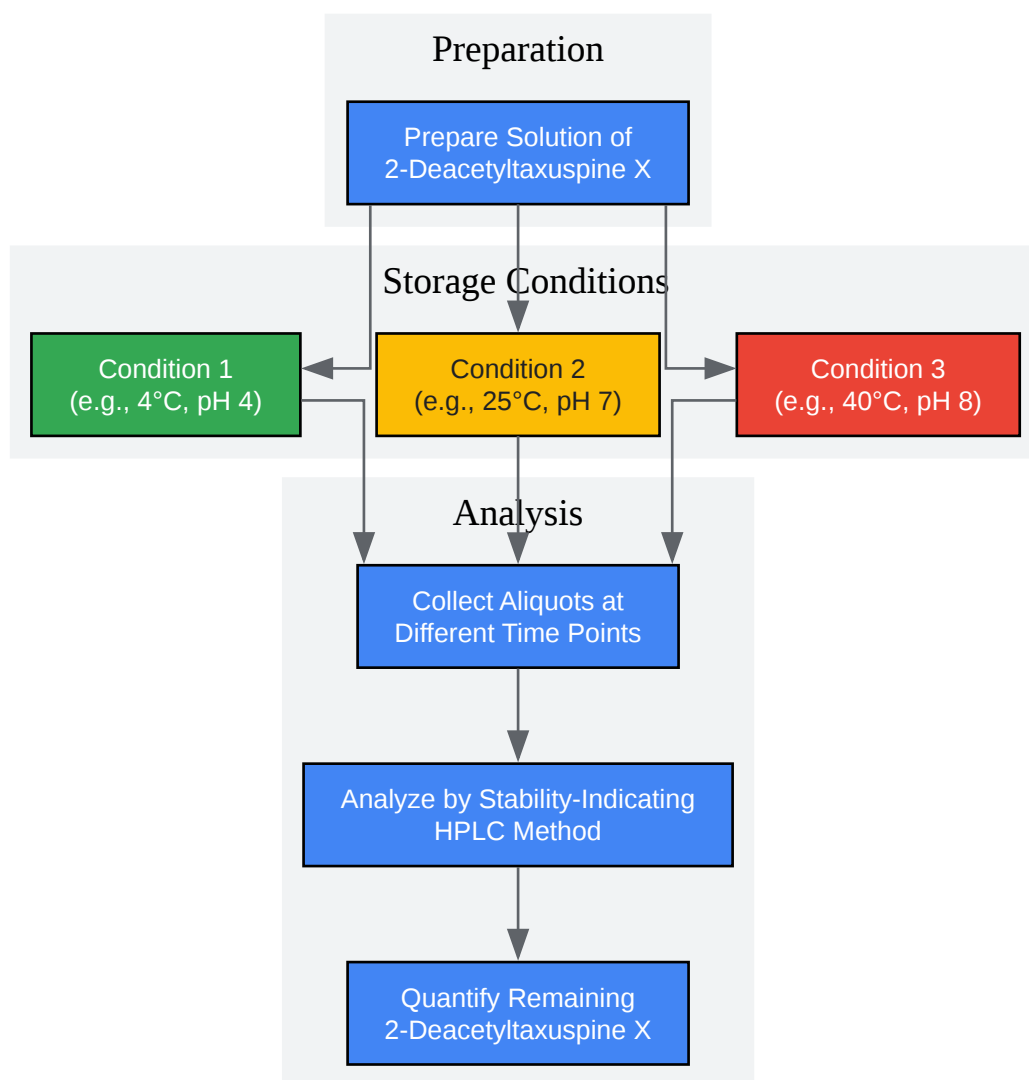 Preparation
Prepare Solution of
2-Deacetyltaxuspine X
Storage Conditions
Condition 1
(e.g., 4°C, pH 4)
Condition 2
(e.g., 25°C, pH 7)
Condition 3
(e.g., 40°C, pH 8)
Analysis
Collect Aliquots at
Different Time Points
Analyze by Stability-Indicating
HPLC Method
Quantify Remaining
2-Deacetyltaxuspine X